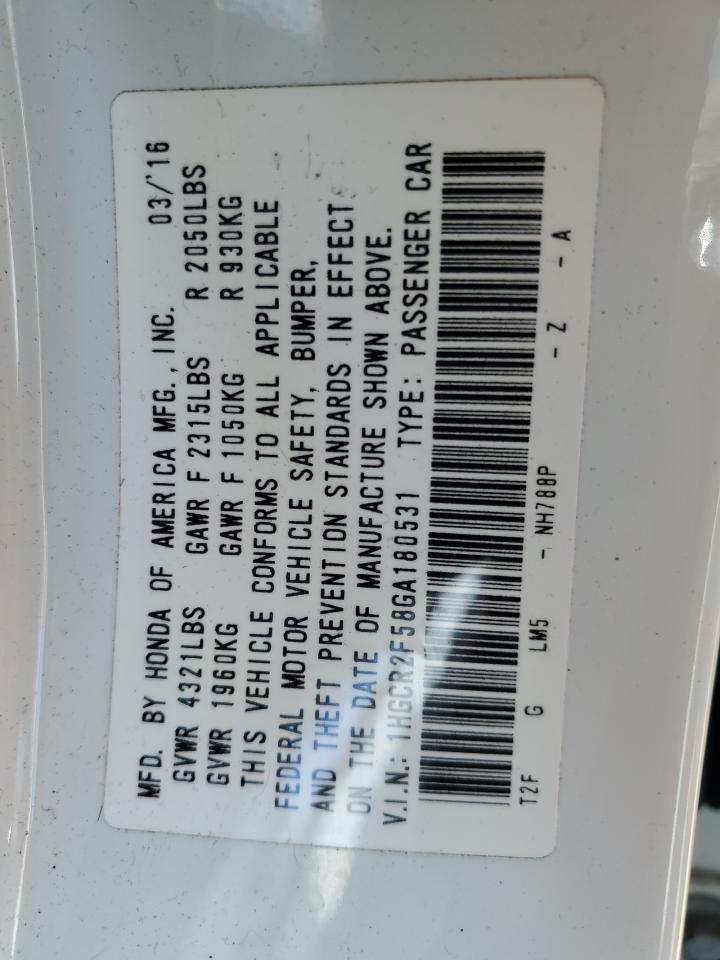 MFD. BY HONDA OF AMERICA MFG., INC. 03/'16
GVWR 4321LBS GAWR F 2315LBS R 2050LBS
GVWR 1960KG GAWR F 1050KG R 930KG
THIS VEHICLE CONFORMS TO ALL APPLICABLE
FEDERAL MOTOR VEHICLE SAFETY, BUMPER,
AND THEFT PREVENTION STANDARDS IN EFFECT
ON THE DATE OF MANUFACTURE SHOWN ABOVE.
V.I.N.: 1HGCR2F58GA180531 TYPE: PASSENGER CAR
T2F G LM5 - NH788P - Z - A